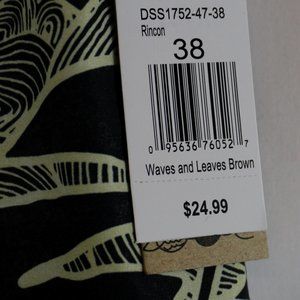 DSS1752-47-38
Rincon
38
0 95636 76052 7
Waves and Leaves Brown
$24.99